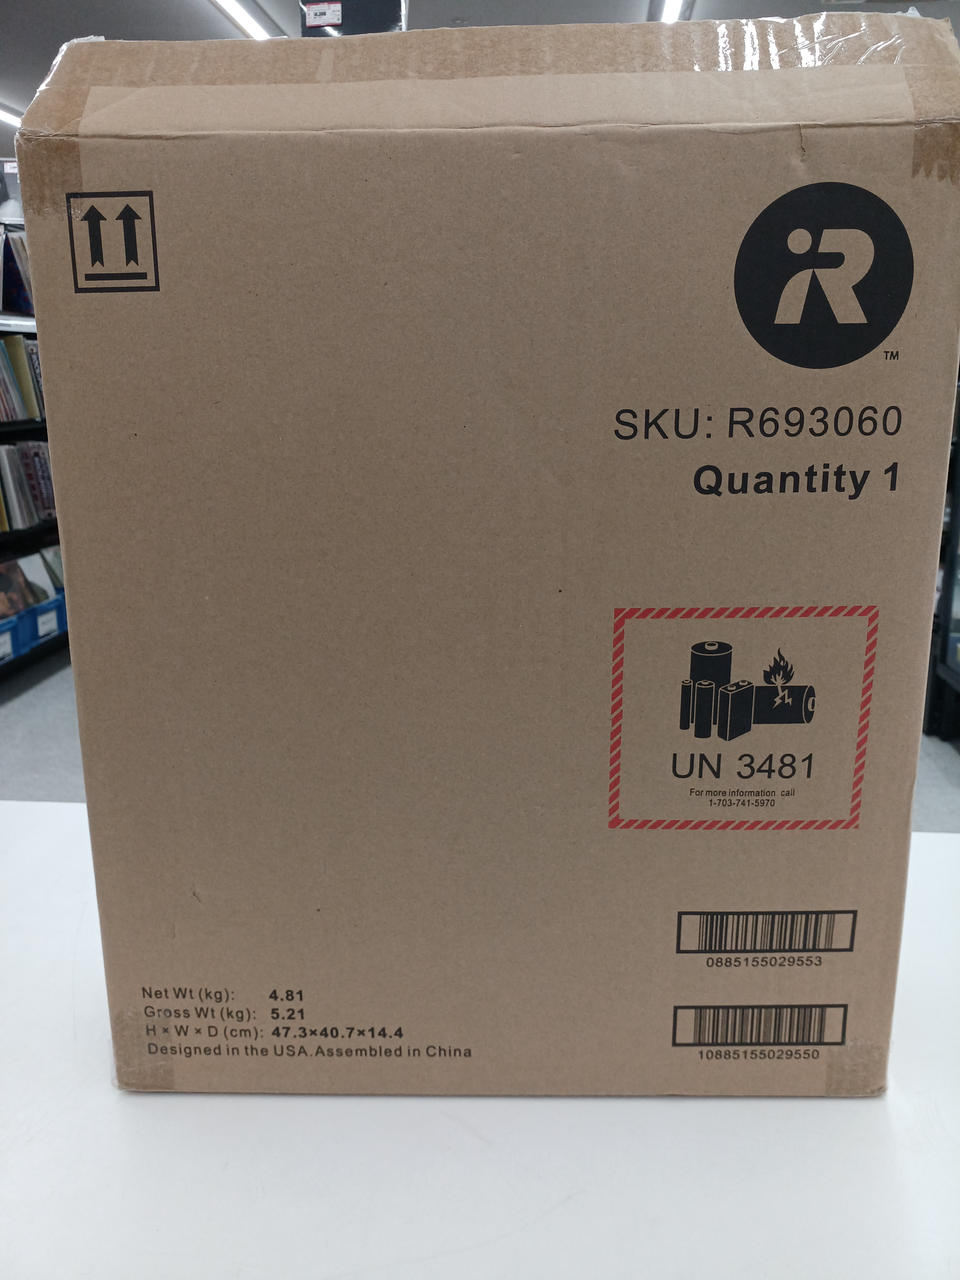 TM
SKU: R693060
Quantity 1
UN 3481
For more information call
1-703-741-5970
0885155029553
10885155029550
Net Wt (kg): 4.81
Gross Wt (kg): 5.21
H × W × D (cm): 47.3×40.7×14.4
Designed in the USA. Assembled in China